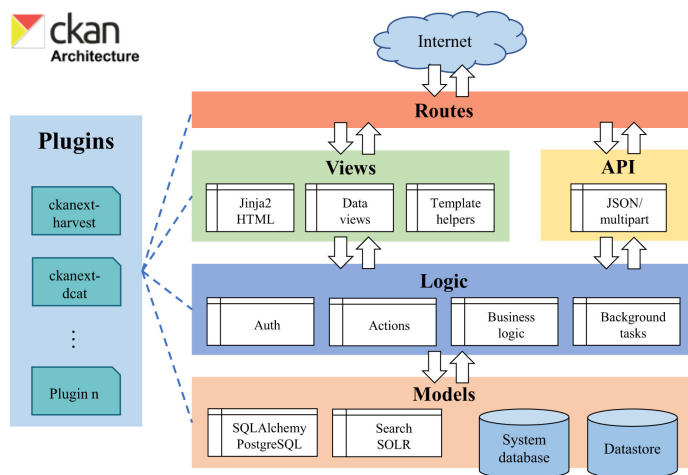 ckan
Architecture
Internet
Routes
Plugins
ckanext-
harvest
ckanext-
dcat
⋮
Plugin n
Views
Jinja2
HTML
Data
views
Template
helpers
API
JSON/
multipart
Logic
Auth
Actions
Business
logic
Background
tasks
Models
SQLAlchemy
PostgreSQL
Search
SOLR
System
database
Datastore